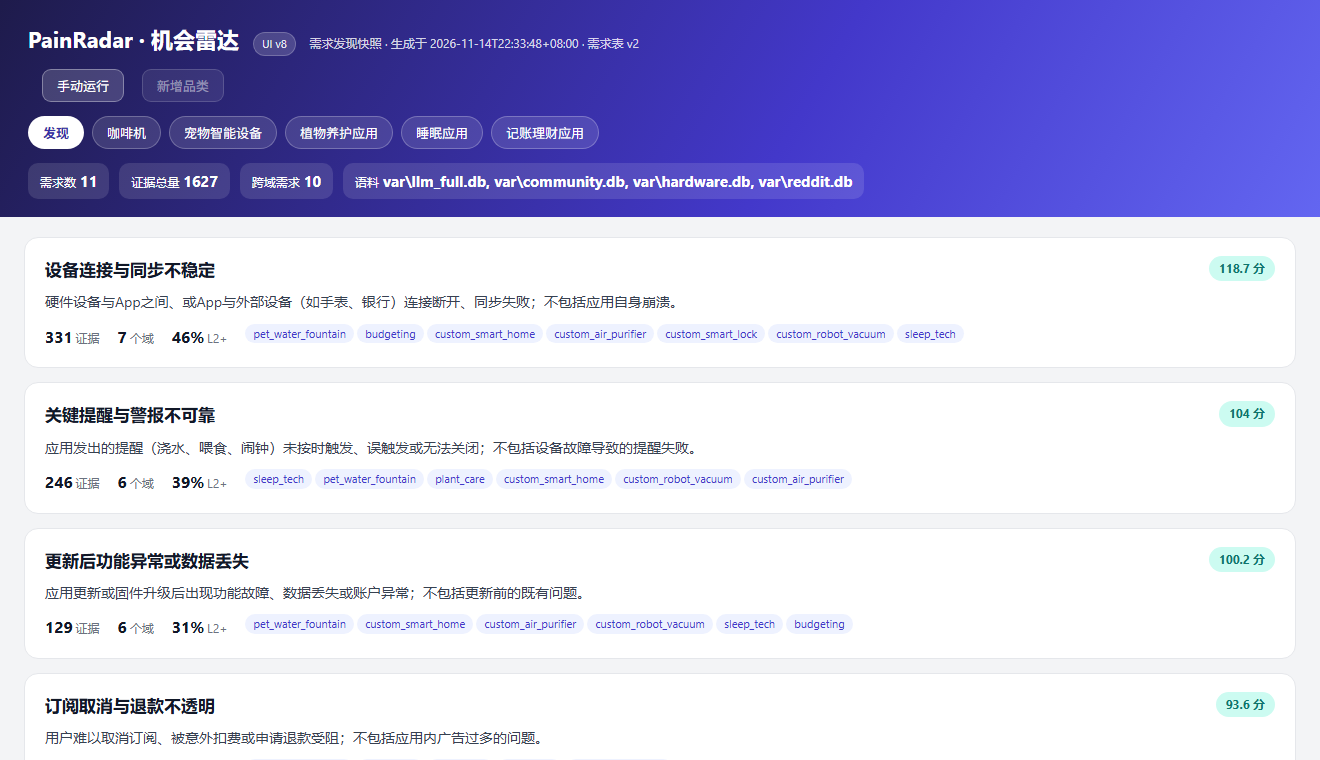 PainRadar · 机会雷达 UI v8 需求发现快照 · 生成于 2026-11-14T22:33:48+08:00 · 需求表 v2
手动运行 新增品类
发现 咖啡机 宠物智能设备 植物养护应用 睡眠应用 记账理财应用
需求数 11 证据总量 1627 跨域需求 10 语料 var\llm_full.db, var\community.db, var\hardware.db, var\reddit.db
设备连接与同步不稳定 118.7 分
硬件设备与App之间、或App与外部设备（如手表、银行）连接断开、同步失败；不包括应用自身崩溃。
331 证据 7 个域 46% L2+ pet_water_fountain budgeting custom_smart_home custom_air_purifier custom_smart_lock custom_robot_vacuum sleep_tech
关键提醒与警报不可靠 104 分
应用发出的提醒（浇水、喂食、闹钟）未按时触发、误触发或无法关闭；不包括设备故障导致的提醒失败。
246 证据 6 个域 39% L2+ sleep_tech pet_water_fountain plant_care custom_smart_home custom_robot_vacuum custom_air_purifier
更新后功能异常或数据丢失 100.2 分
应用更新或固件升级后出现功能故障、数据丢失或账户异常；不包括更新前的既有问题。
129 证据 6 个域 31% L2+ pet_water_fountain custom_smart_home custom_air_purifier custom_robot_vacuum sleep_tech budgeting
订阅取消与退款不透明 93.6 分
用户难以取消订阅、被意外扣费或申请退款受阻；不包括应用内广告过多的问题。